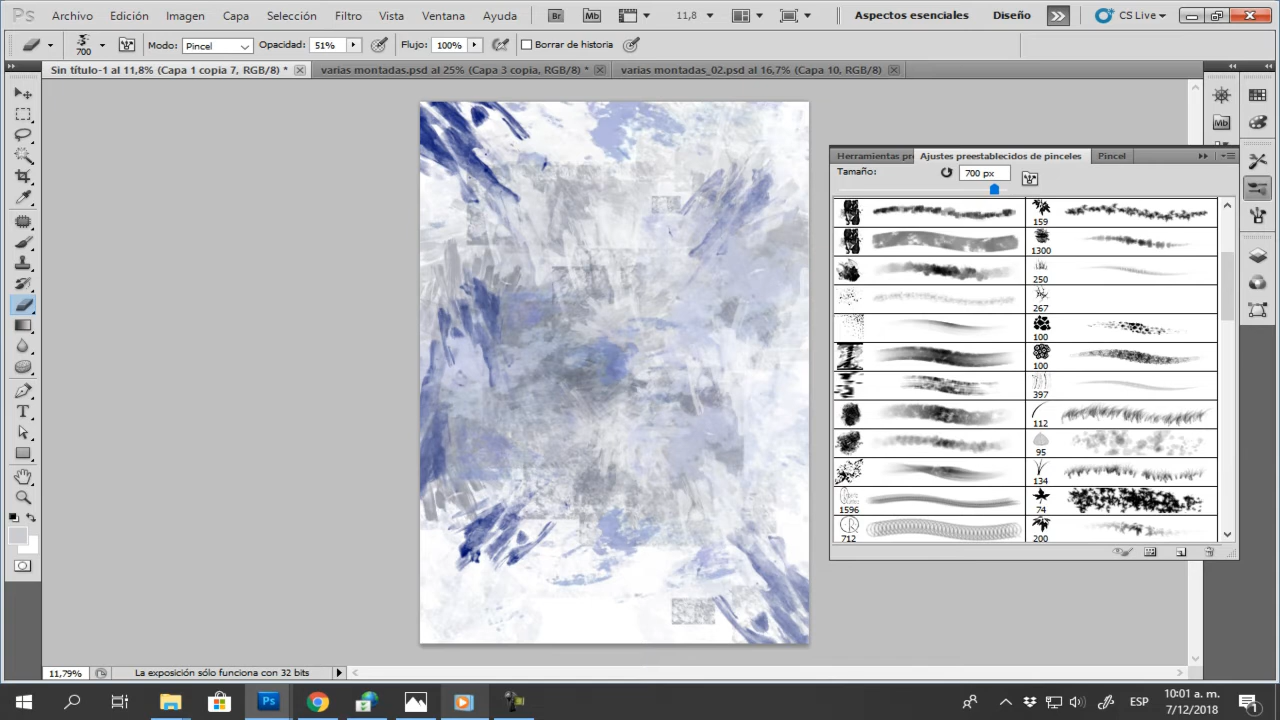 Ps Archivo Edición Imagen Capa Selección Filtro Vista Ventana Ayuda Br Mb 11,8 Aspectos esenciales Diseño CS Live
700 Modo: Pincel Opacidad: 51% Flujo: 100% Borrar de historia
Sin título-1 al 11,8% (Capa 1 copia 7, RGB/8) * varias montadas.psd al 25% (Capa 3 copia, RGB/8) * varias montadas_02.psd al 16,7% (Capa 10, RGB/8)
Mb
Herramientas pr Ajustes preestablecidos de pinceles Pincel
Tamaño: 700 px
159
1300
250
267
100
100
397
112
95
134
1596 74
712 200
T
11,79% La exposición sólo funciona con 32 bits
Ps ESP 10:01 a. m.
7/12/2018 1